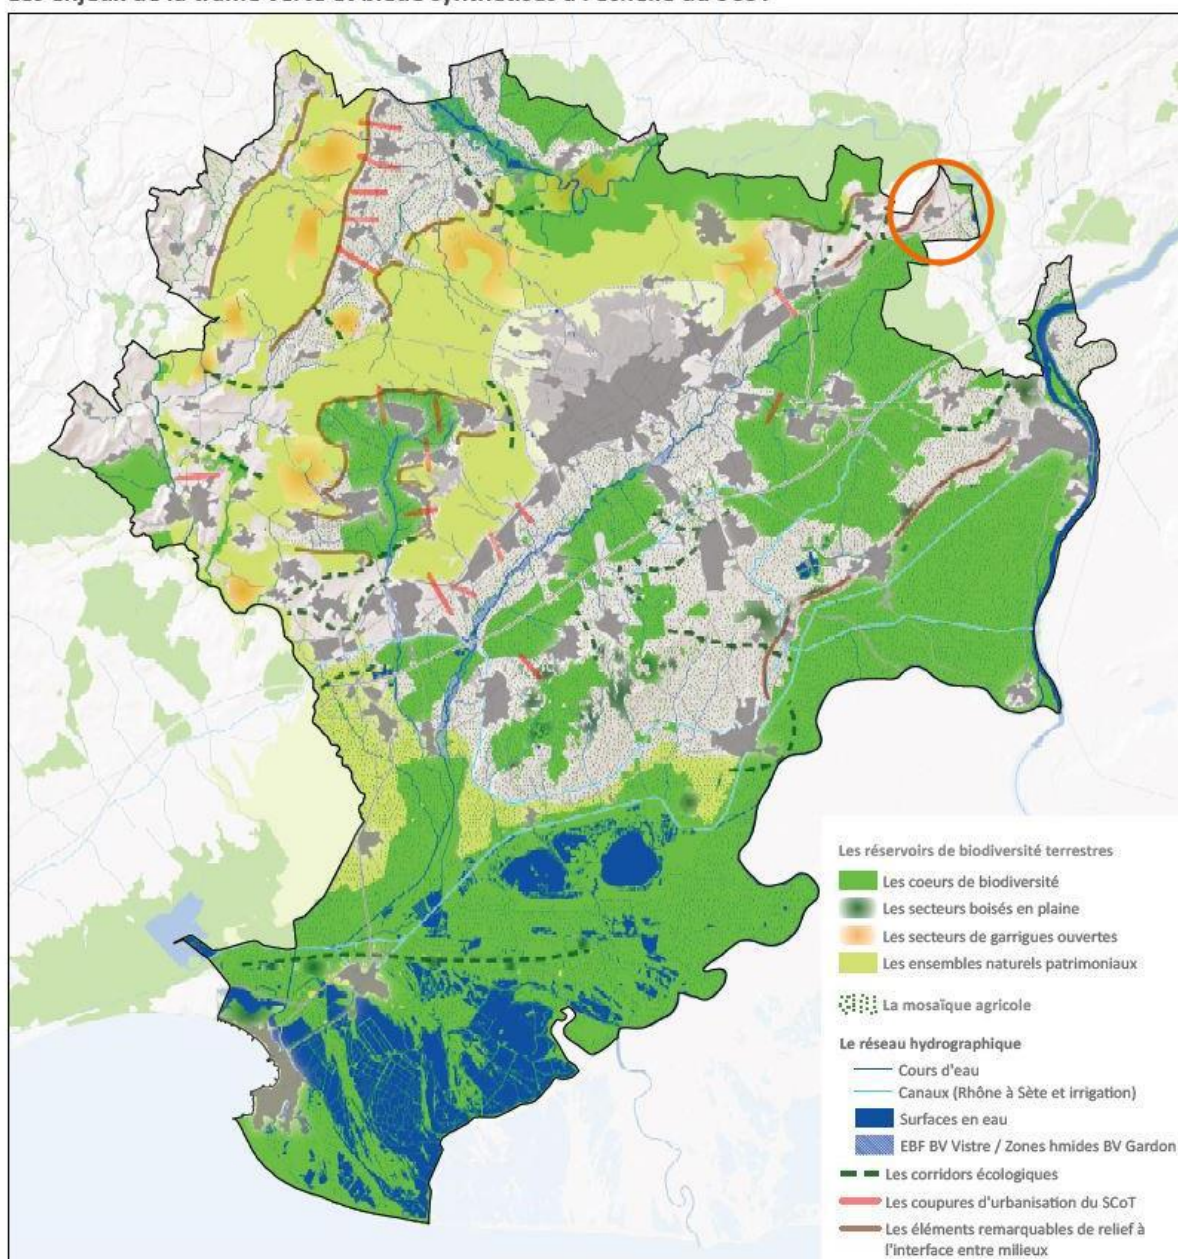 Les réservoirs de biodiversité terrestres
Les coeurs de biodiversité
Les secteurs boisés en plaine
Les secteurs de garrigues ouvertes
Les ensembles naturels patrimoniaux
La mosaïque agricole
Le réseau hydrographique
Cours d'eau
Canaux (Rhône à Sète et irrigation)
Surfaces en eau
EBF BV Vistre / Zones hmides BV Gardon
Les corridors écologiques
Les coupures d'urbanisation du SCoT
Les éléments remarquables de relief à
l'interface entre milieux